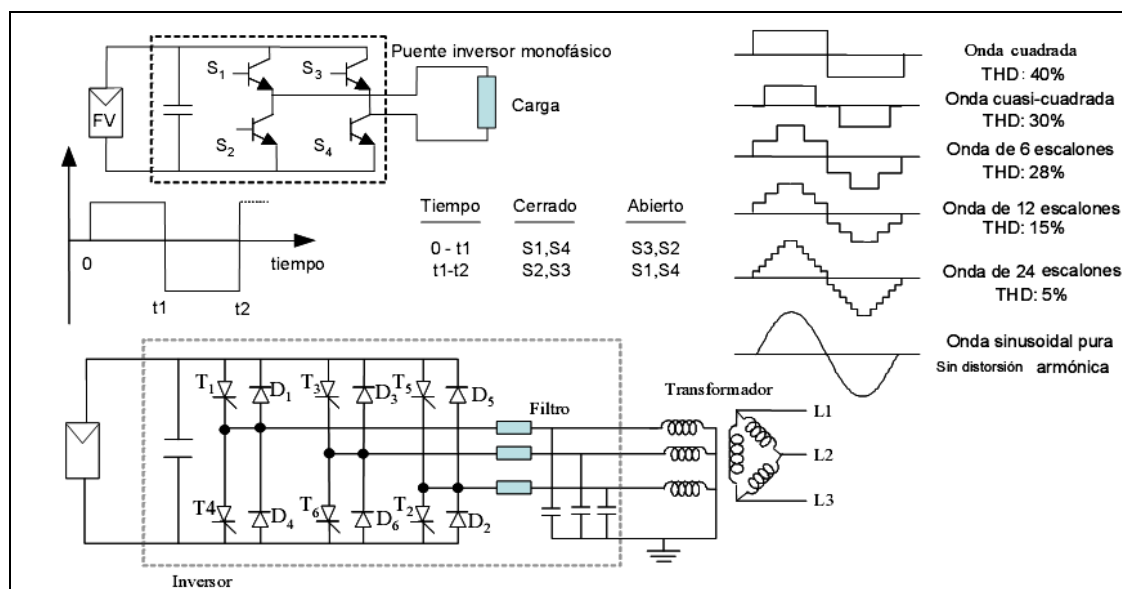 Puente inversor monofásico
S1
S3
FV
S2
S4
Carga
0
t1
t2
tiempo
Tiempo Cerrado Abierto
0 - t1 S1,S4 S3,S2
t1-t2 S2,S3 S1,S4
Onda cuadrada
THD: 40%
Onda cuasi-cuadrada
THD: 30%
Onda de 6 escalones
THD: 28%
Onda de 12 escalones
THD: 15%
Onda de 24 escalones
THD: 5%
Onda sinusoidal pura
Sin distorsión armónica
T1
D1
T3
D3
T5
D5
Filtro
Transformador
L1
L2
L3
T4
D4
T6
D6
T2
D2
Inversor